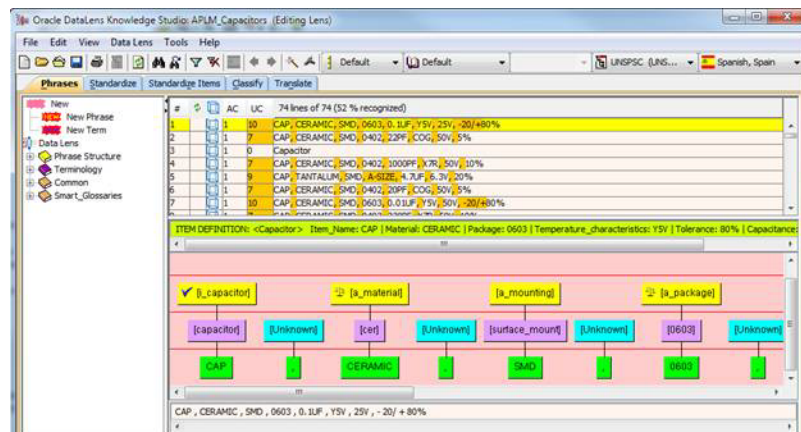 Oracle DataLens Knowledge Studio: APLM_Capacitors (Editing Lens)
File Edit View Data Lens Tools Help
Default Default UNSPSC (UNS... Spanish, Spain
Phrases Standardize Standardize Items Classify Translate
New
New Phrase
New Term
Data Lens
Phrase Structure
Terminology
Common
Smart_Glossaries
# AC UC 74 lines of 74 (52 % recognized)
1 1 10 CAP, CERAMIC, SMD, 0603, 0.1UF, Y5V, 25V, -20/+80%
2 1 7 CAP, CERAMIC, SMD, 0402, 22PF, COG, 50V, 5%
3 1 0 Capacitor
4 1 7 CAP, CERAMIC, SMD, 0402, 1000PF, X7R, 50V, 10%
5 1 9 CAP, TANTALUM, SMD, A-SIZE, 4.7UF, 6.3V, 20%
6 1 7 CAP, CERAMIC, SMD, 0402, 20PF, COG, 50V, 5%
7 1 10 CAP, CERAMIC, SMD, 0603, 0.01UF, Y5V, 50V, -20/+80%
ITEM DEFINITION: <Capacitor> Item_Name: CAP | Material: CERAMIC | Package: 0603 | Temperature_characteristics: Y5V | Tolerance: 80% | Capacitance:
[i_capacitor] [a_material] [a_mounting] [a_package]
[capacitor] [Unknown] [cer] [Unknown] [surface_mount] [Unknown] [0603] [Unknown]
CAP , CERAMIC , SMD , 0603 ,
CAP , CERAMIC , SMD , 0603 , 0.1UF , Y5V , 25V , - 20/ + 80%